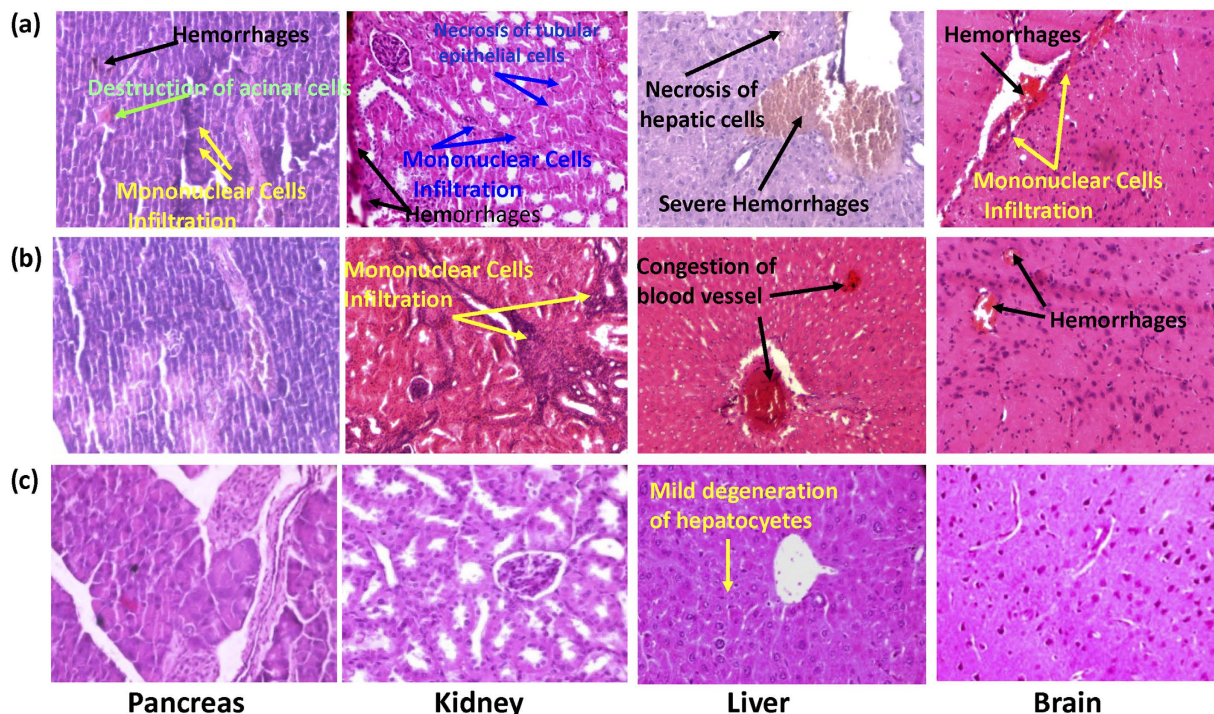 (a)
Hemorrhages
Destruction of acinar cells
Mononuclear Cells
Infiltration
Necrosis of tubular
epithelial cells
Mononuclear Cells
Infiltration
Hemorrhages
Necrosis of
hepatic cells
Severe Hemorrhages
Hemorrhages
Mononuclear Cells
Infiltration
(b)
Mononuclear Cells
Infiltration
Congestion of
blood vessel
Hemorrhages
(c)
Mild degeneration
of hepatocyetes
Pancreas
Kidney
Liver
Brain